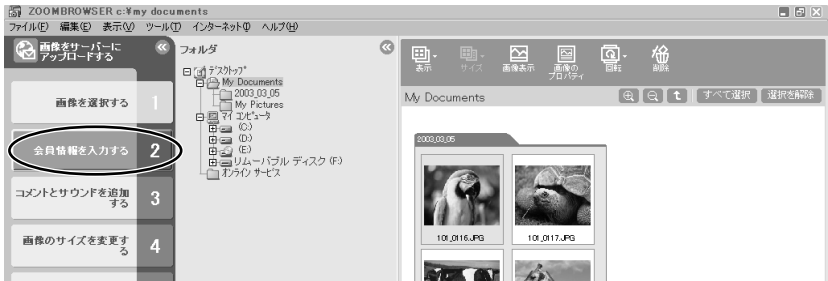 ZOOMBROWSER c:¥my documents
ファイル(F) 編集(E) 表示(V) ツール(T) インターネット(I) ヘルプ(H)
画像をサーバーに
アップロードする
画像を選択する 1
会員情報を入力する 2
コメントとサウンドを追加
する 3
画像のサイズを変更す
る 4
フォルダ
デスクトップ
My Documents
2003_03_05
My Pictures
マイ コンピュータ
(C:)
(D:)
(E:)
リムーバブル ディスク (F:)
オンライン サービス
表示 サイズ 画像表示 画像の
プロパティ 回転 削除
My Documents すべて選択 選択を解除
2003_03_05
101_0116.JPG 101_0117.JPG